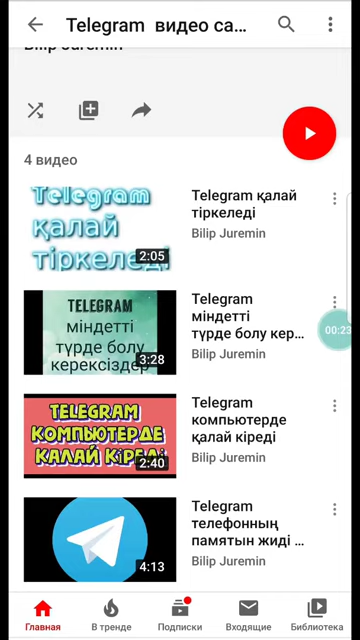 Telegram видео са...
Bilip Juremin
4 видео
Telegram
қалай
тіркеледі
2:05
Telegram қалай
тіркеледі
Bilip Juremin
TELEGRAM
міндетті
түрде болу
керексіздер
3:28
Telegram
міндетті
түрде болу кер...
Bilip Juremin
00:23
TELEGRAM
КОМПЬЮТЕРДЕ
ҚАЛАЙ КІРЕДІ
2:40
Telegram
компьютерде
қалай кіреді
Bilip Juremin
4:13
Telegram
телефонның
памятын жиді ...
Bilip Juremin
Главная
В тренде
Подписки
Входящие
Библиотека